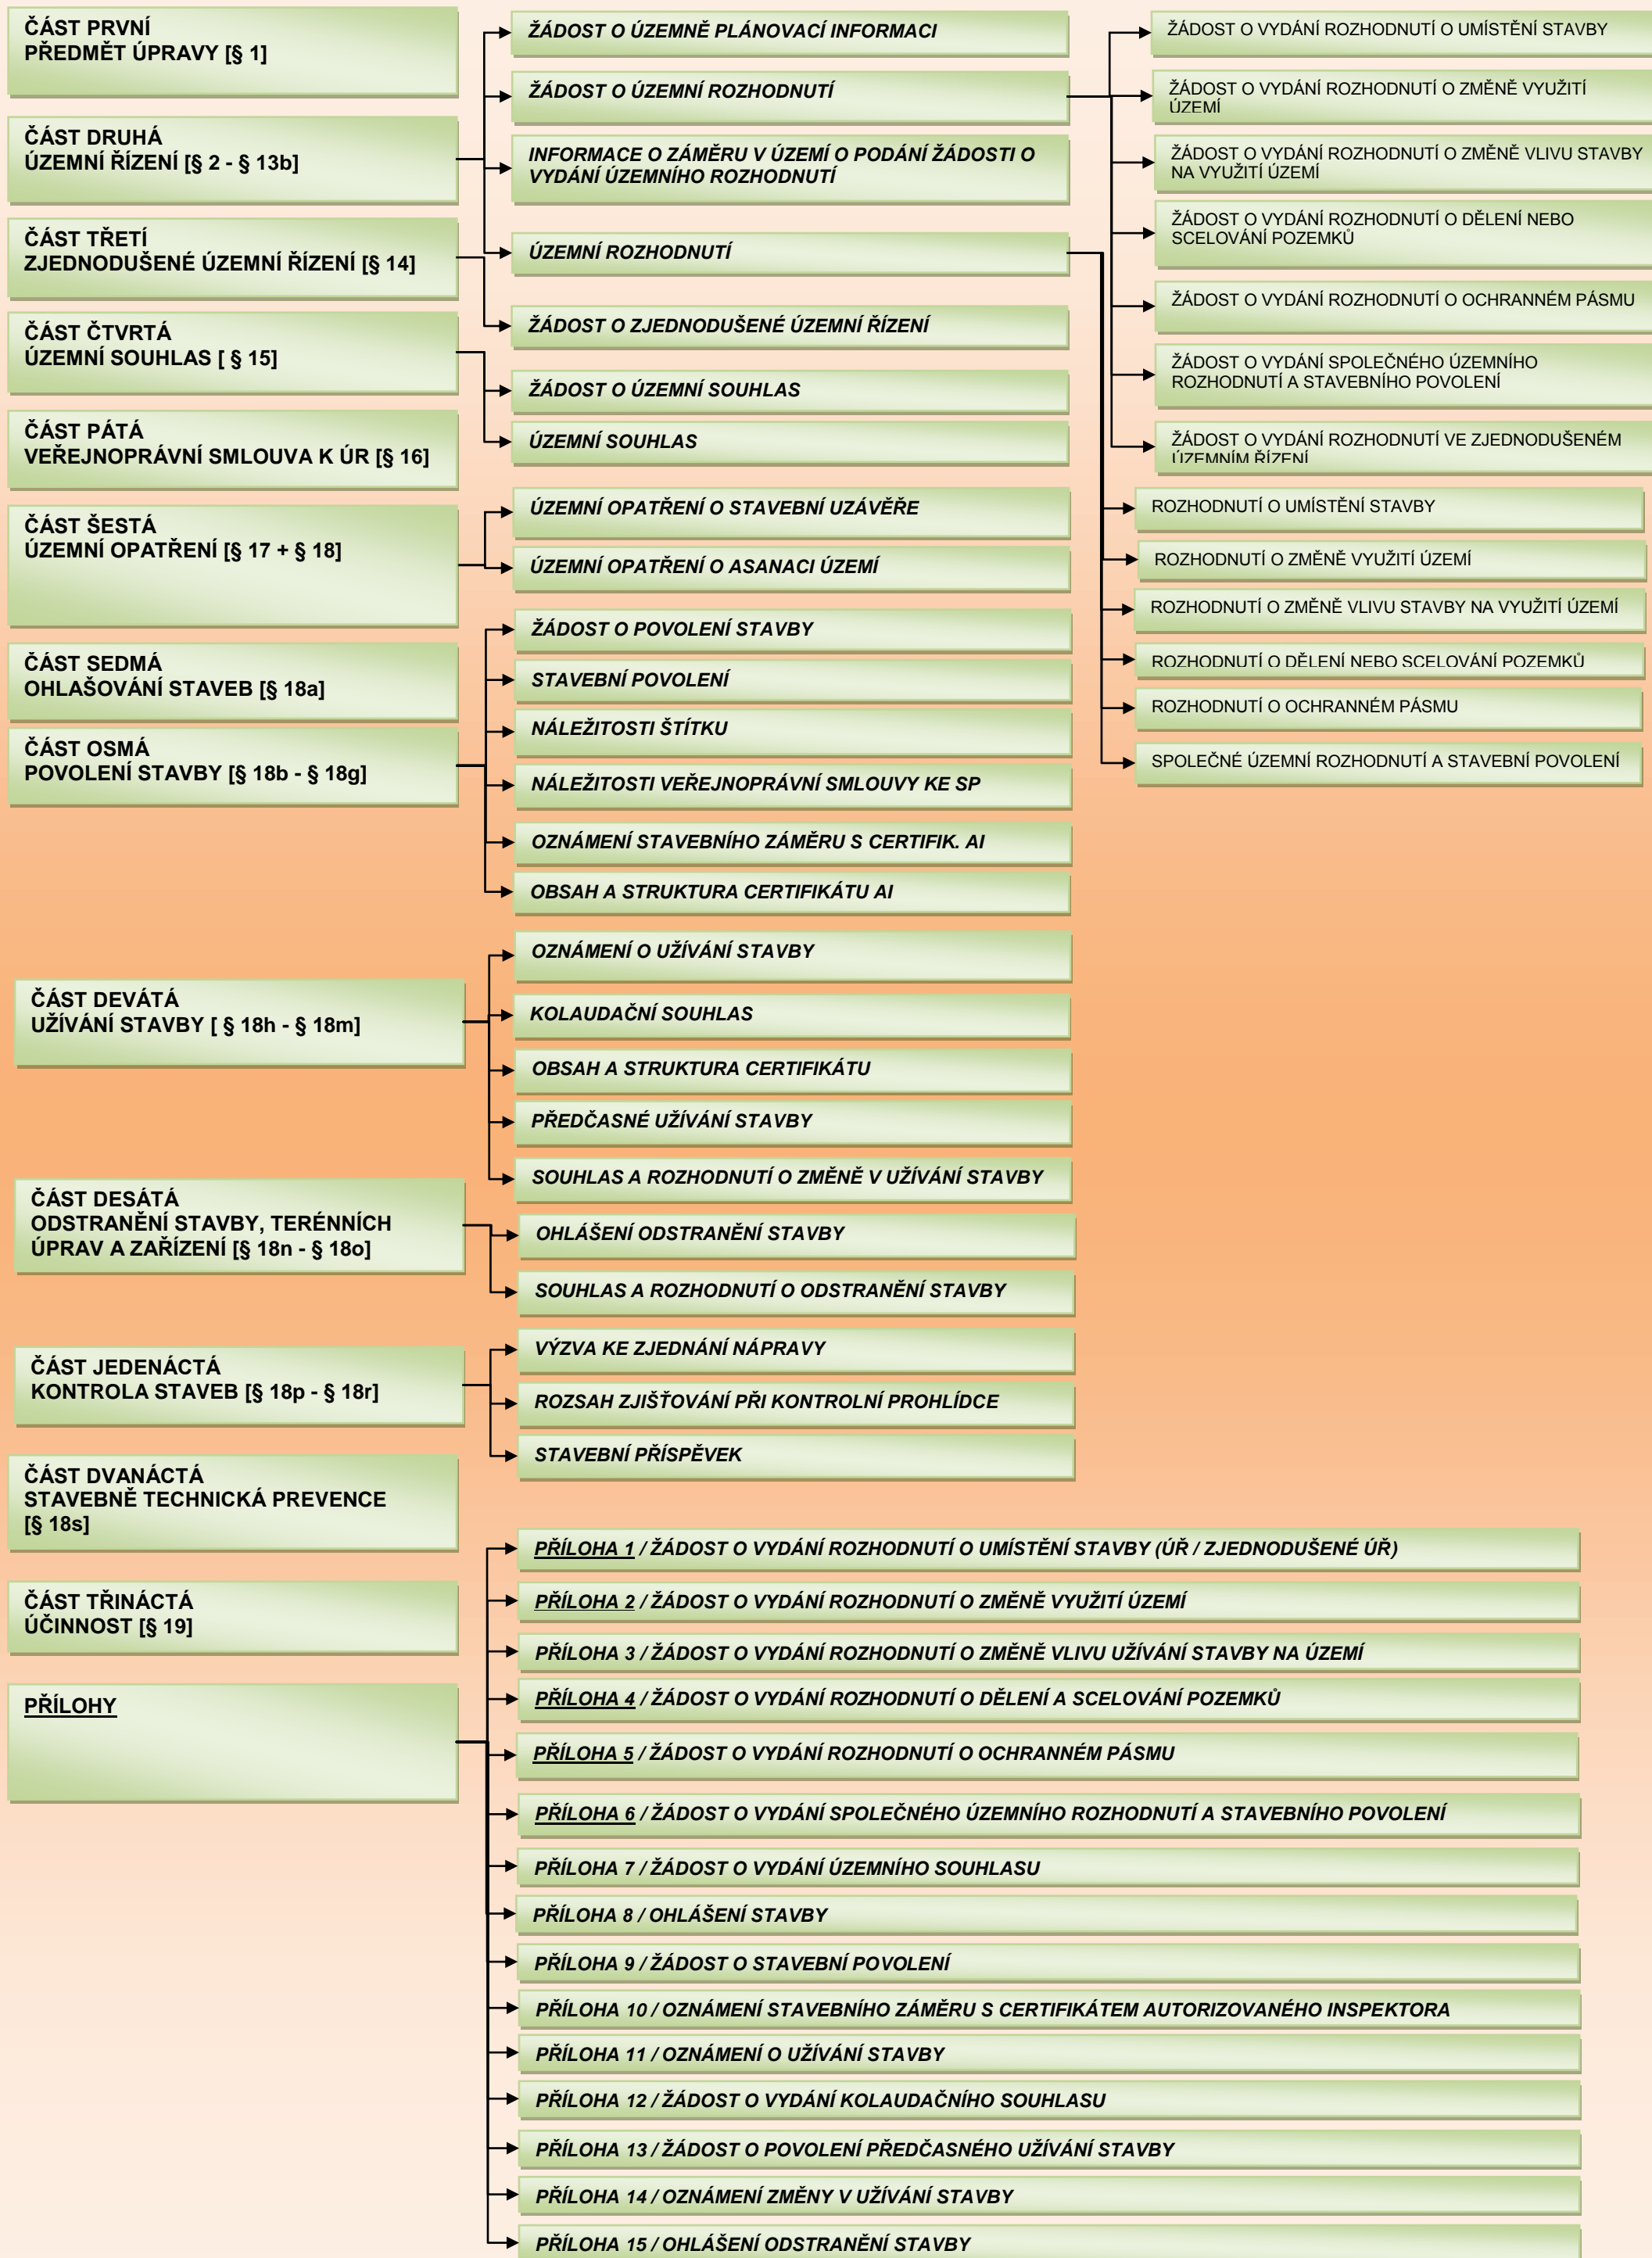 ČÁST PRVNÍ
PŘEDMĚT ÚPRAVY [§ 1]
ČÁST DRUHÁ
ÚZEMNÍ ŘÍZENÍ [§ 2 - § 13b]
ČÁST TŘETÍ
ZJEDNODUŠENÉ ÚZEMNÍ ŘÍZENÍ [§ 14]
ČÁST ČTVRTÁ
ÚZEMNÍ SOUHLAS [ § 15]
ČÁST PÁTÁ
VEŘEJNOPRÁVNÍ SMLOUVA K ÚR [§ 16]
ČÁST ŠESTÁ
ÚZEMNÍ OPATŘENÍ [§ 17 + § 18]
ČÁST SEDMÁ
OHLAŠOVÁNÍ STAVEB [§ 18a]
ČÁST OSMÁ
POVOLENÍ STAVBY [§ 18b - § 18g]
ČÁST DEVÁTÁ
UŽÍVÁNÍ STAVBY [ § 18h - § 18m]
ČÁST DESÁTÁ
ODSTRANĚNÍ STAVBY, TERÉNNÍCH
ÚPRAV A ZAŘÍZENÍ [§ 18n - § 18o]
ČÁST JEDENÁCTÁ
KONTROLA STAVEB [§ 18p - § 18r]
ČÁST DVANÁCTÁ
STAVEBNĚ TECHNICKÁ PREVENCE
[§ 18s]
ČÁST TŘINÁCTÁ
ÚČINNOST [§ 19]
PŘÍLOHY
ŽÁDOST O ÚZEMNĚ PLÁNOVACÍ INFORMACI
ŽÁDOST O ÚZEMNÍ ROZHODNUTÍ
INFORMACE O ZÁMĚRU V ÚZEMÍ O PODÁNÍ ŽÁDOSTI O
VYDÁNÍ ÚZEMNÍHO ROZHODNUTÍ
ÚZEMNÍ ROZHODNUTÍ
ŽÁDOST O ZJEDNODUŠENÉ ÚZEMNÍ ŘÍZENÍ
ŽÁDOST O ÚZEMNÍ SOUHLAS
ÚZEMNÍ SOUHLAS
ÚZEMNÍ OPATŘENÍ O STAVEBNÍ UZÁVĚŘE
ÚZEMNÍ OPATŘENÍ O ASANACI ÚZEMÍ
ŽÁDOST O POVOLENÍ STAVBY
STAVEBNÍ POVOLENÍ
NÁLEŽITOSTI ŠTÍTKU
NÁLEŽITOSTI VEŘEJNOPRÁVNÍ SMLOUVY KE SP
OZNÁMENÍ STAVEBNÍHO ZÁMĚRU S CERTIFIK. AI
OBSAH A STRUKTURA CERTIFIKÁTU AI
OZNÁMENÍ O UŽÍVÁNÍ STAVBY
KOLAUDAČNÍ SOUHLAS
OBSAH A STRUKTURA CERTIFIKÁTU
PŘEDČASNÉ UŽÍVÁNÍ STAVBY
SOUHLAS A ROZHODNUTÍ O ZMĚNĚ V UŽÍVÁNÍ STAVBY
OHLÁŠENÍ ODSTRANĚNÍ STAVBY
SOUHLAS A ROZHODNUTÍ O ODSTRANĚNÍ STAVBY
VÝZVA KE ZJEDNÁNÍ NÁPRAVY
ROZSAH ZJIŠŤOVÁNÍ PŘI KONTROLNÍ PROHLÍDCE
STAVEBNÍ PŘÍSPĚVEK
ŽÁDOST O VYDÁNÍ ROZHODNUTÍ O UMÍSTĚNÍ STAVBY
ŽÁDOST O VYDÁNÍ ROZHODNUTÍ O ZMĚNĚ VYUŽITÍ
ÚZEMÍ
ŽÁDOST O VYDÁNÍ ROZHODNUTÍ O ZMĚNĚ VLIVU STAVBY
NA VYUŽITÍ ÚZEMÍ
ŽÁDOST O VYDÁNÍ ROZHODNUTÍ O DĚLENÍ NEBO
SCELOVÁNÍ POZEMKŮ
ŽÁDOST O VYDÁNÍ ROZHODNUTÍ O OCHRANNÉM PÁSMU
ŽÁDOST O VYDÁNÍ SPOLEČNÉHO ÚZEMNÍHO
ROZHODNUTÍ A STAVEBNÍHO POVOLENÍ
ŽÁDOST O VYDÁNÍ ROZHODNUTÍ VE ZJEDNODUŠENÉM
ÚZEMNÍM ŘÍZENÍ
ROZHODNUTÍ O UMÍSTĚNÍ STAVBY
ROZHODNUTÍ O ZMĚNĚ VYUŽITÍ ÚZEMÍ
ROZHODNUTÍ O ZMĚNĚ VLIVU STAVBY NA VYUŽITÍ ÚZEMÍ
ROZHODNUTÍ O DĚLENÍ NEBO SCELOVÁNÍ POZEMKŮ
ROZHODNUTÍ O OCHRANNÉM PÁSMU
SPOLEČNÉ ÚZEMNÍ ROZHODNUTÍ A STAVEBNÍ POVOLENÍ
PŘÍLOHA 1 / ŽÁDOST O VYDÁNÍ ROZHODNUTÍ O UMÍSTĚNÍ STAVBY (ÚŘ / ZJEDNODUŠENÉ ÚŘ)
PŘÍLOHA 2 / ŽÁDOST O VYDÁNÍ ROZHODNUTÍ O ZMĚNĚ VYUŽITÍ ÚZEMÍ
PŘÍLOHA 3 / ŽÁDOST O VYDÁNÍ ROZHODNUTÍ O ZMĚNĚ VLIVU UŽÍVÁNÍ STAVBY NA ÚZEMÍ
PŘÍLOHA 4 / ŽÁDOST O VYDÁNÍ ROZHODNUTÍ O DĚLENÍ A SCELOVÁNÍ POZEMKŮ
PŘÍLOHA 5 / ŽÁDOST O VYDÁNÍ ROZHODNUTÍ O OCHRANNÉM PÁSMU
PŘÍLOHA 6 / ŽÁDOST O VYDÁNÍ SPOLEČNÉHO ÚZEMNÍHO ROZHODNUTÍ A STAVEBNÍHO POVOLENÍ
PŘÍLOHA 7 / ŽÁDOST O VYDÁNÍ ÚZEMNÍHO SOUHLASU
PŘÍLOHA 8 / OHLÁŠENÍ STAVBY
PŘÍLOHA 9 / ŽÁDOST O STAVEBNÍ POVOLENÍ
PŘÍLOHA 10 / OZNÁMENÍ STAVEBNÍHO ZÁMĚRU S CERTIFIKÁTEM AUTORIZOVANÉHO INSPEKTORA
PŘÍLOHA 11 / OZNÁMENÍ O UŽÍVÁNÍ STAVBY
PŘÍLOHA 12 / ŽÁDOST O VYDÁNÍ KOLAUDAČNÍHO SOUHLASU
PŘÍLOHA 13 / ŽÁDOST O POVOLENÍ PŘEDČASNÉHO UŽÍVÁNÍ STAVBY
PŘÍLOHA 14 / OZNÁMENÍ ZMĚNY V UŽÍVÁNÍ STAVBY
PŘÍLOHA 15 / OHLÁŠENÍ ODSTRANĚNÍ STAVBY